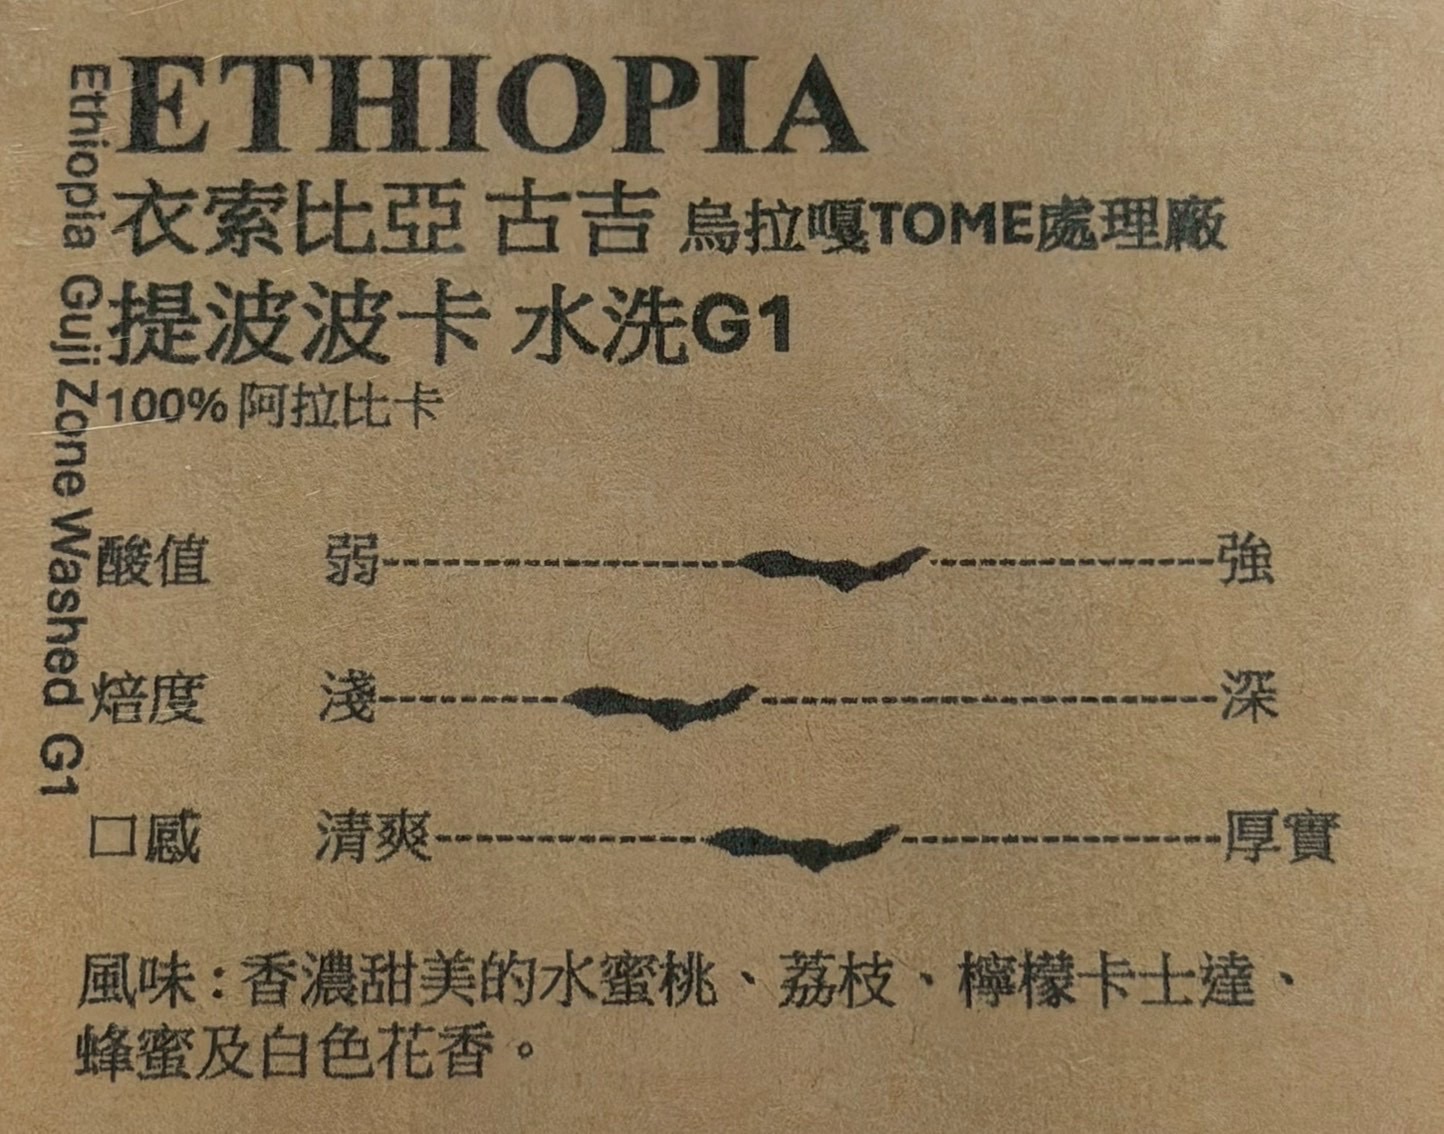 ETHIOPIA
Ethiopia Guji Zone Washed G1
衣索比亞 古吉 烏拉嘎TOME處理廠
提波波卡 水洗G1
100% 阿拉比卡
酸值 弱 強
焙度 淺 深
口感 清爽 厚實
風味:香濃甜美的水蜜桃、荔枝、檸檬卡士達、
蜂蜜及白色花香。